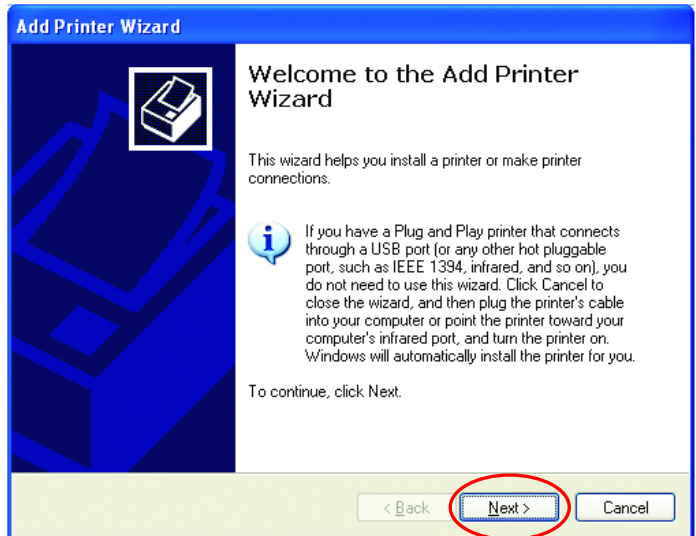 Add Printer Wizard
Welcome to the Add Printer
Wizard
This wizard helps you install a printer or make printer
connections.
If you have a Plug and Play printer that connects
through a USB port (or any other hot pluggable
port, such as IEEE 1394, infrared, and so on), you
do not need to use this wizard. Click Cancel to
close the wizard, and then plug the printer's cable
into your computer or point the printer toward your
computer's infrared port, and turn the printer on.
Windows will automatically install the printer for you.
To continue, click Next.
< Back Next > Cancel